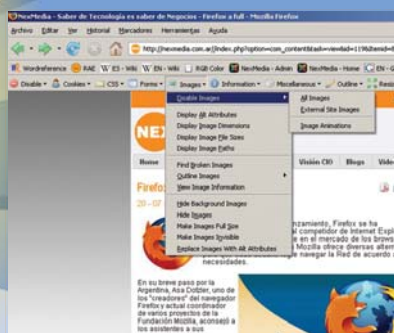 NexMedia - Saber de Tecnología es saber de Negocios - Firefox a full - Mozilla Firefox
Archivo Editar Ver Historial Marcadores Herramientas Ayuda
http://nexmedia.com.ar/index.php?option=com_content&task=view&id=119&Itemid=
Wordreference RAE W ES - Wiki W EN - Wiki RGB Color NexMedia - Admin NexMedia - Home EN - G
Disable Cookies CSS Forms Images Information Miscellaneous Outline Resize
Disable Images
All Images
External Site Images
Image Animations
Display Alt Attributes
Display Image Dimensions
Display Image File Sizes
Display Image Paths
Find Broken Images
Outline Images
View Image Information
Hide Background Images
Hide Images
Make Images Full Size
Make Images Invisible
Replace Images With Alt Attributes
NE
Home Visión CIO Blogs Vide
Firefo
20-07
nzamiento, Firefox se ha
l competidor de Internet Explo
e en el mercado de los brows
Mozilla ofrece diversas altern
navegar la Red de acuerdo
necesidades.
En su breve paso por la
Argentina, Asa Dotzler, uno de
los "creadores" del navegador
Firefox y actual coordinador
de varios proyectos de la
Fundación Mozilla, aconsejó a
los asistentes a sus